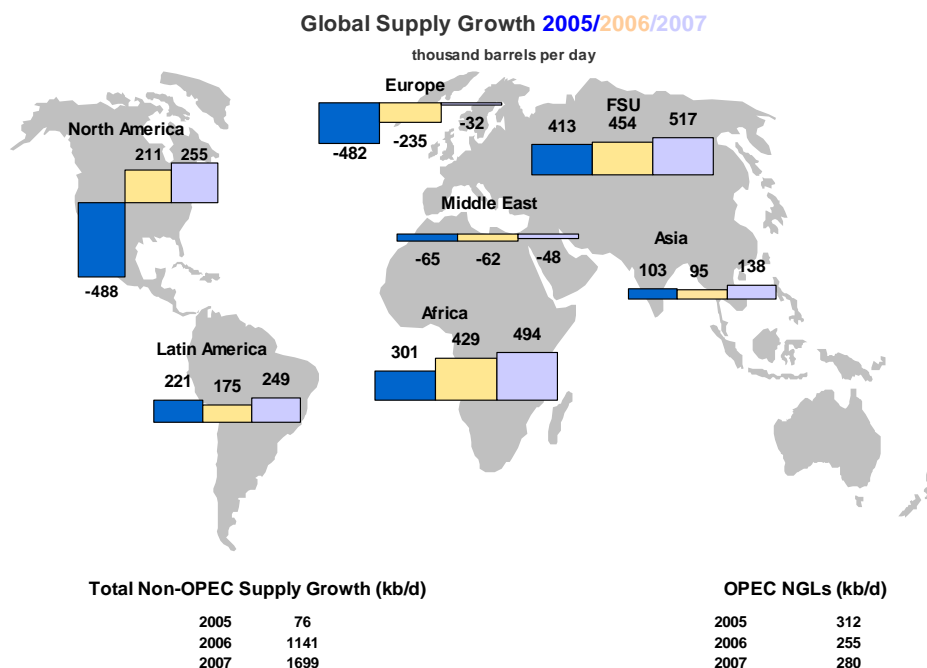 Global Supply Growth 2005/2006/2007
thousand barrels per day
Europe
-482
-235
-32
FSU
413
454
517
North America
-488
211
255
Middle East
-65
-62
-48
Asia
103
95
138
Africa
301
429
494
Latin America
221
175
249
Total Non-OPEC Supply Growth (kb/d)
2005 76
2006 1141
2007 1699
OPEC NGLs (kb/d)
2005 312
2006 255
2007 280